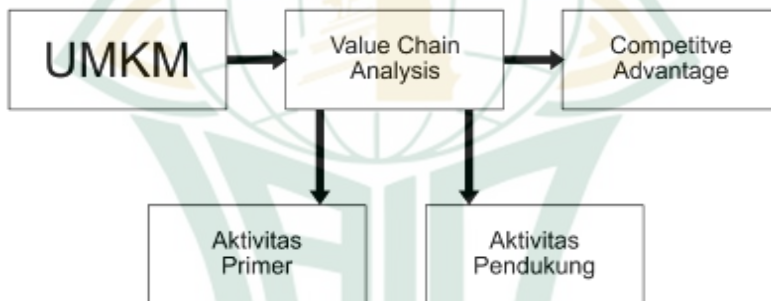 UMKM
Value Chain
Analysis
Competitve
Advantage
Aktivitas
Primer
Aktivitas
Pendukung